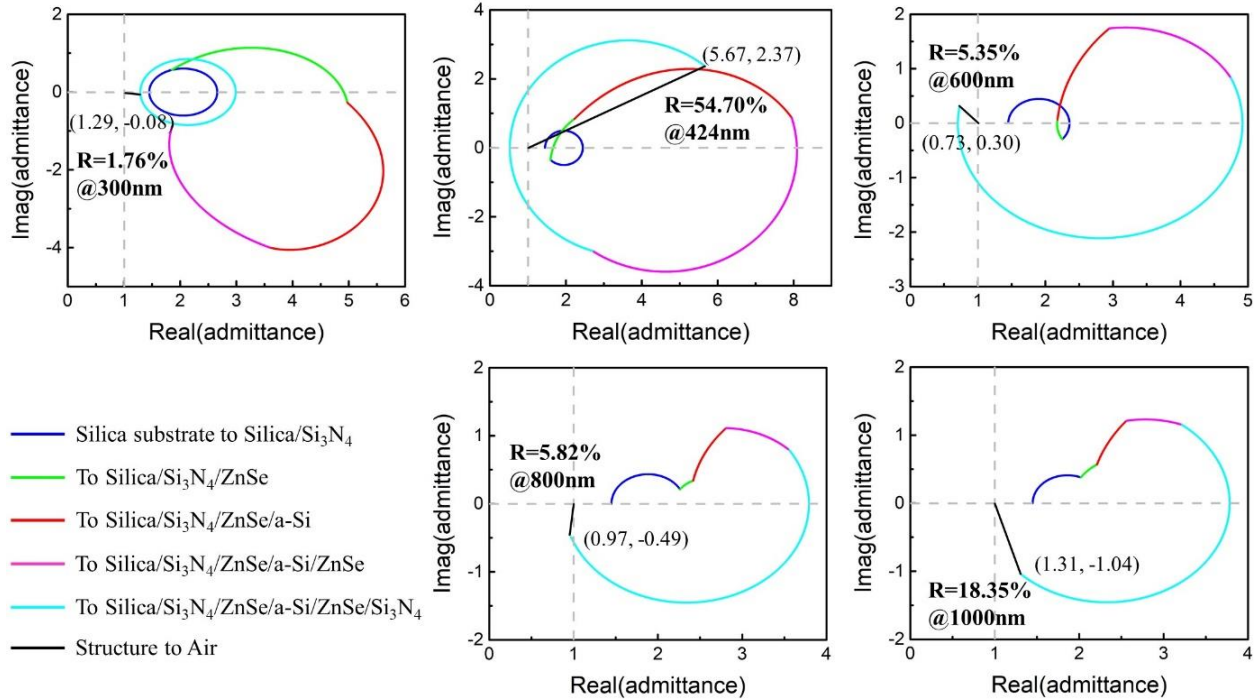 2
0
-2
-4
0
1
2
3
4
5
6
Imag(admittance)
Real(admittance)
(1.29, -0.08)
R=1.76%
@300nm
4
2
0
-2
-4
0
2
4
6
8
Imag(admittance)
Real(admittance)
(5.67, 2.37)
R=54.70%
@424nm
2
1
0
-1
-2
-3
0
1
2
3
4
5
Imag(admittance)
Real(admittance)
R=5.35%
@600nm
(0.73, 0.30)
Silica substrate to Silica/Si₃N₄
To Silica/Si₃N₄/ZnSe
To Silica/Si₃N₄/ZnSe/a-Si
To Silica/Si₃N₄/ZnSe/a-Si/ZnSe
To Silica/Si₃N₄/ZnSe/a-Si/ZnSe/Si₃N₄
Structure to Air
2
1
0
-1
-2
0
1
2
3
4
Imag(admittance)
Real(admittance)
R=5.82%
@800nm
(0.97, -0.49)
2
1
0
-1
-2
0
1
2
3
4
Imag(admittance)
Real(admittance)
(1.31, -1.04)
R=18.35%
@1000nm